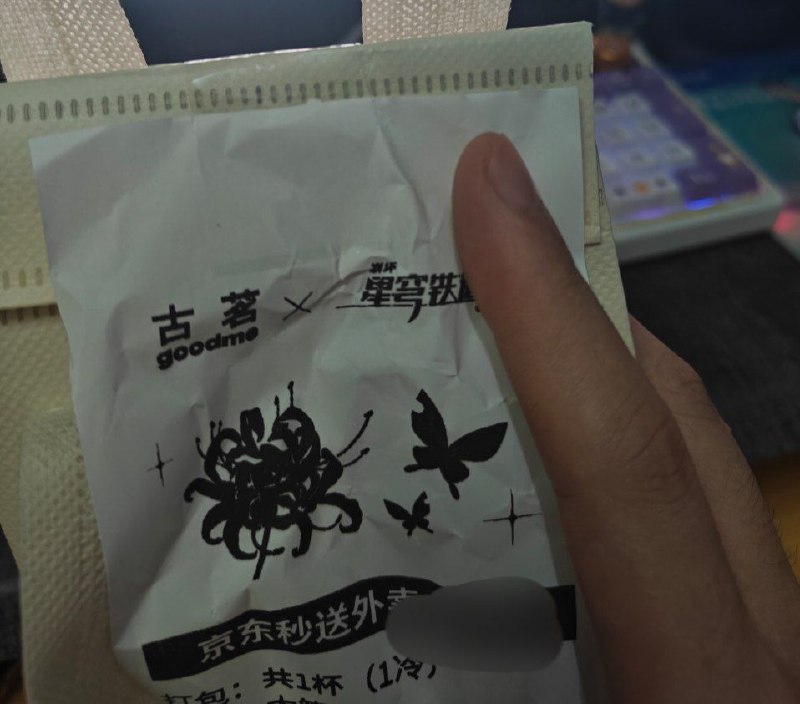 古茗 × 崩坏
星穹铁道
goodme
京东秒送外卖
打包：共1杯（1冷）